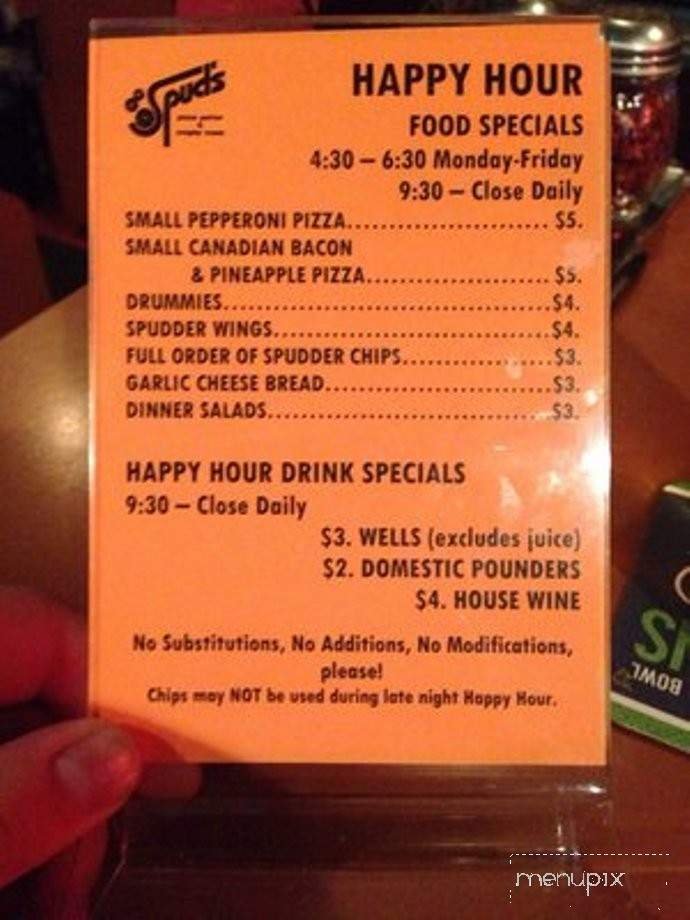 Spuds
HAPPY HOUR
FOOD SPECIALS
4:30 – 6:30 Monday-Friday
9:30 – Close Daily
SMALL PEPPERONI PIZZA........................ $5.
SMALL CANADIAN BACON
& PINEAPPLE PIZZA...................... $5.
DRUMMIES.......................................$4.
SPUDDER WINGS.................................$4.
FULL ORDER OF SPUDDER CHIPS..................$3.
GARLIC CHEESE BREAD...........................$3.
DINNER SALADS..................................$3.
HAPPY HOUR DRINK SPECIALS
9:30 – Close Daily
$3. WELLS (excludes juice)
$2. DOMESTIC POUNDERS
$4. HOUSE WINE
No Substitutions, No Additions, No Modifications,
please!
Chips may NOT be used during late night Happy Hour.
BOWL
menupix